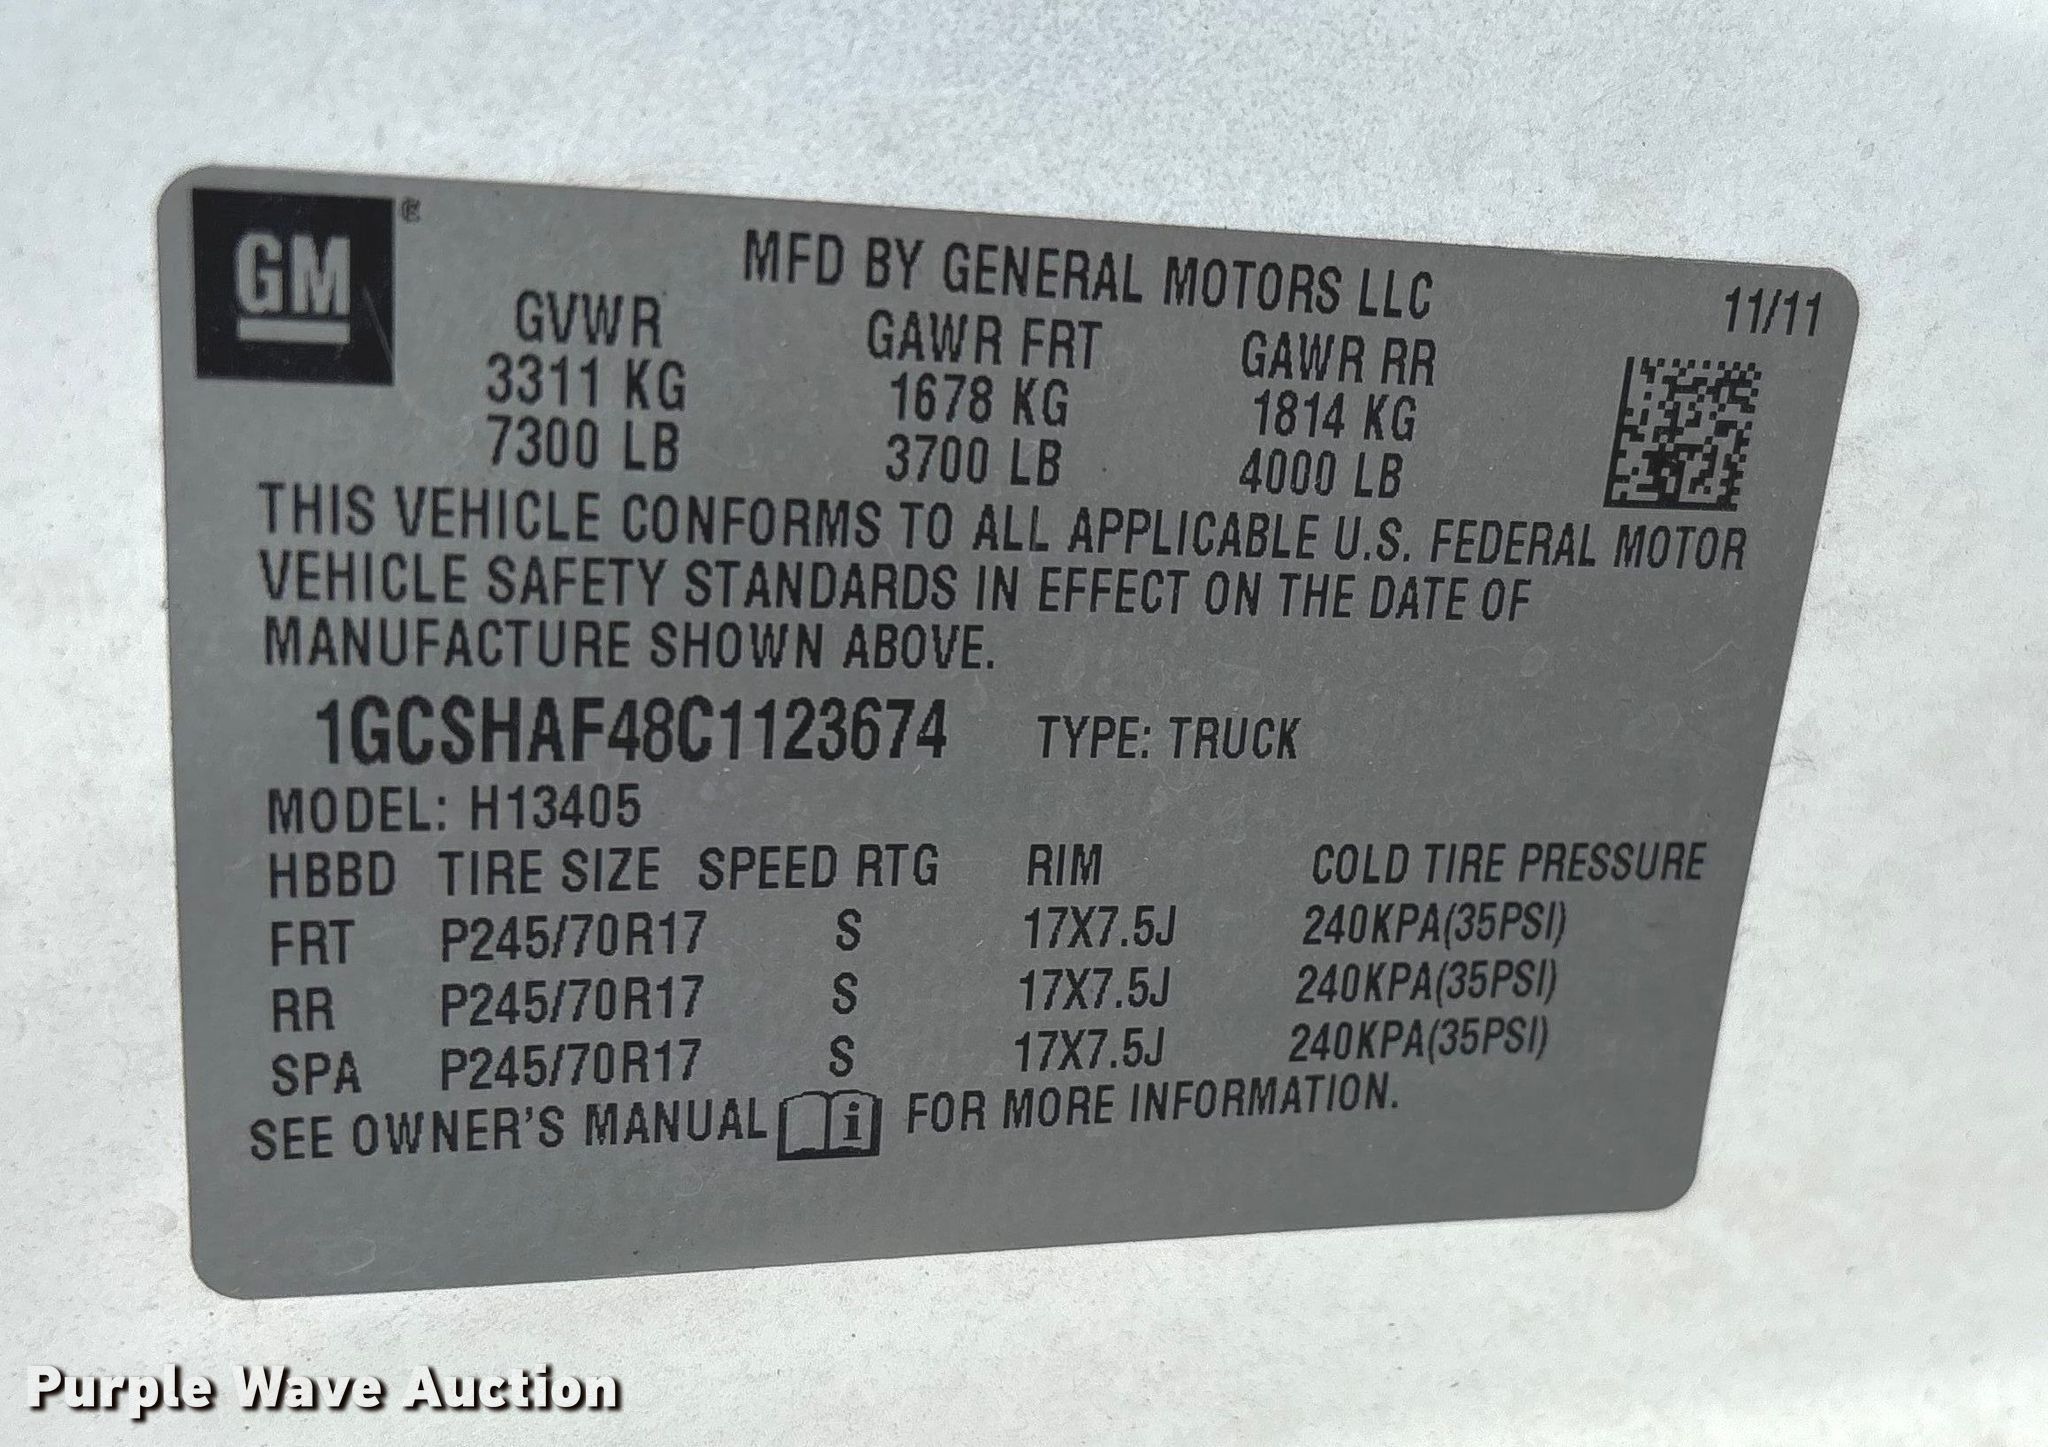 GM ®
MFD BY GENERAL MOTORS LLC 11/11
GVWR GAWR FRT GAWR RR
3311 KG 1678 KG 1814 KG
7300 LB 3700 LB 4000 LB
THIS VEHICLE CONFORMS TO ALL APPLICABLE U.S. FEDERAL MOTOR
VEHICLE SAFETY STANDARDS IN EFFECT ON THE DATE OF
MANUFACTURE SHOWN ABOVE.
1GCSHAF48C1123674 TYPE: TRUCK
MODEL: H13405
HBBD TIRE SIZE SPEED RTG RIM COLD TIRE PRESSURE
FRT P245/70R17 S 17X7.5J 240KPA(35PSI)
RR P245/70R17 S 17X7.5J 240KPA(35PSI)
SPA P245/70R17 S 17X7.5J 240KPA(35PSI)
SEE OWNER'S MANUAL i FOR MORE INFORMATION.
Purple Wave Auction